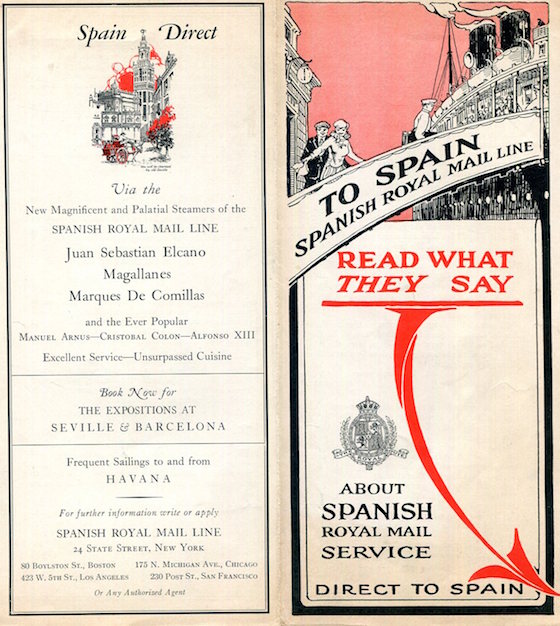 Spain Direct
Via the
New Magnificent and Palatial Steamers of the
SPANISH ROYAL MAIL LINE
Juan Sebastian Elcano
Magallanes
Marques De Comillas
and the Ever Popular
MANUEL ARNUS—CRISTOBAL COLON—ALFONSO XIII
Excellent Service—Unsurpassed Cuisine
Book Now for
THE EXPOSITIONS AT
SEVILLE & BARCELONA
Frequent Sailings to and from
HAVANA
For further information write or apply
SPANISH ROYAL MAIL LINE
24 STATE STREET, NEW YORK
80 BOYLSTON ST., BOSTON 175 N. MICHIGAN AVE., CHICAGO
423 W. 5TH ST., LOS ANGELES 230 POST ST., SAN FRANCISCO
Or Any Authorized Agent
TO SPAIN
SPANISH ROYAL MAIL LINE
READ WHAT
THEY SAY
ABOUT
SPANISH
ROYAL MAIL
SERVICE
DIRECT TO SPAIN